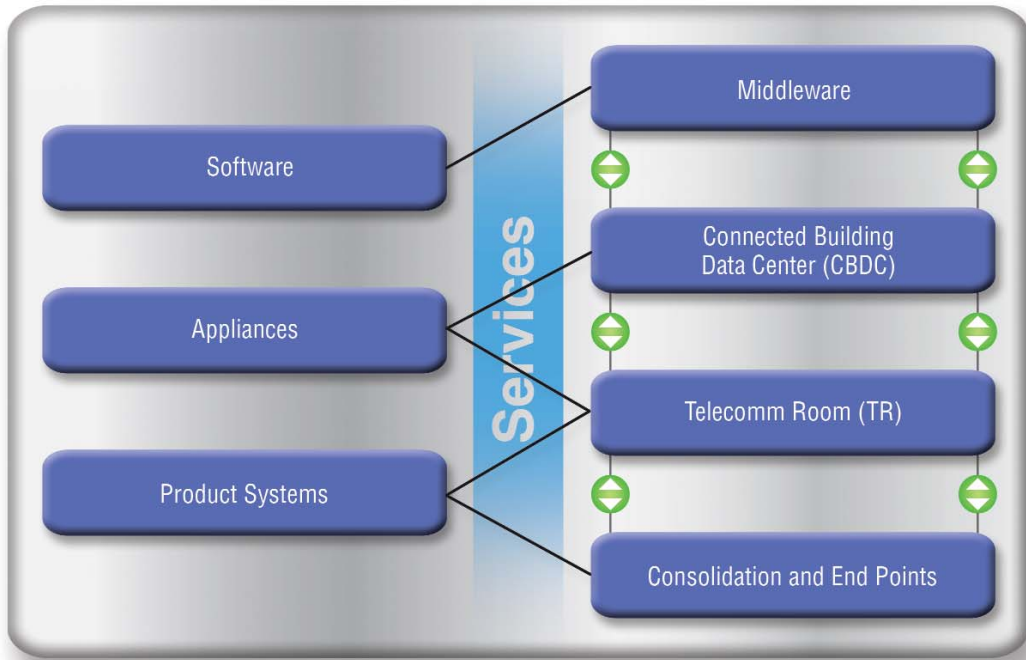 Software
Appliances
Product Systems
Services
Middleware
Connected Building
Data Center (CBDC)
Telecomm Room (TR)
Consolidation and End Points